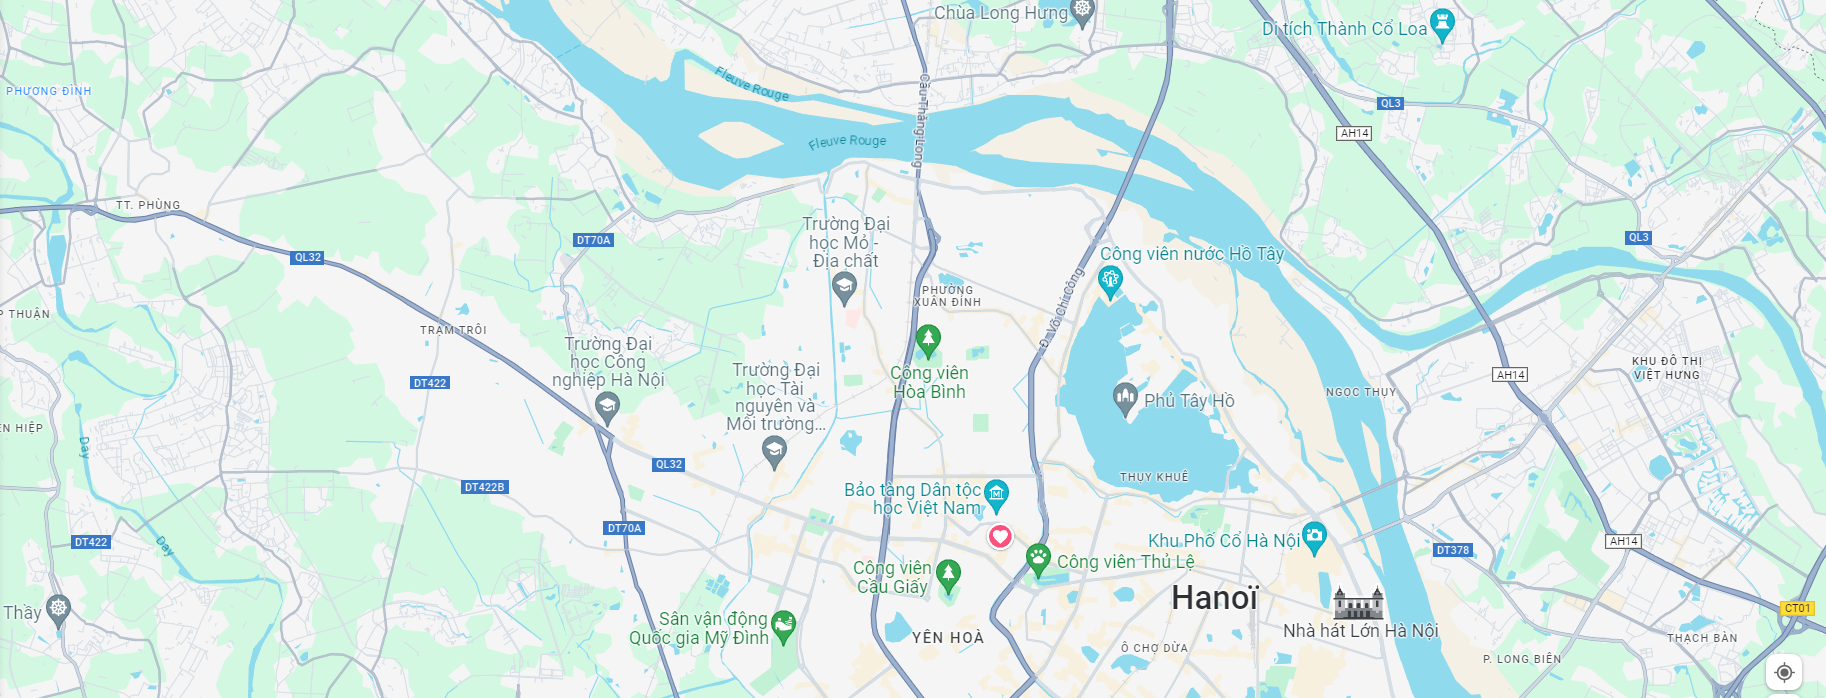 Chùa Long Hưng
Di tích Thành Cổ Loa
PHƯƠNG ĐÌNH
Fleuve Rouge
Cầu Thăng Long
QL3
AH14
Fleuve Rouge
TT. PHÙNG
Trường Đại
học Mỏ -
Địa chất
DT70A
QL3
QL32
Công viên nước Hồ Tây
PHƯỜNG
XUÂN ĐỈNH
Đ. Võ Chí Công
P THUẬN
TRẠM TRÔI
Trường Đại
học Công
nghiệp Hà Nội
KHU ĐÔ THỊ
VIỆT HƯNG
Trường Đại
học Tài
nguyên và
Môi trường...
Công viên
Hòa Bình
DT422
AH14
NGỌC THỤY
Phủ Tây Hồ
ÊN HIỆP
Day
QL32
THỤY KHUÊ
DT422B
Bảo tàng Dân tộc
học Việt Nam
DT70A
DT422
Day
Khu Phố Cổ Hà Nội
AH14
DT378
Công viên Thủ Lệ
Công viên
Cầu Giấy
Hanoï
CT01
Thầy
Sân vận động
Quốc gia Mỹ Đình
YÊN HOÀ
Nhà hát Lớn Hà Nội
THẠCH BÀN
Ô CHỢ DỪA
P. LONG BIÊN